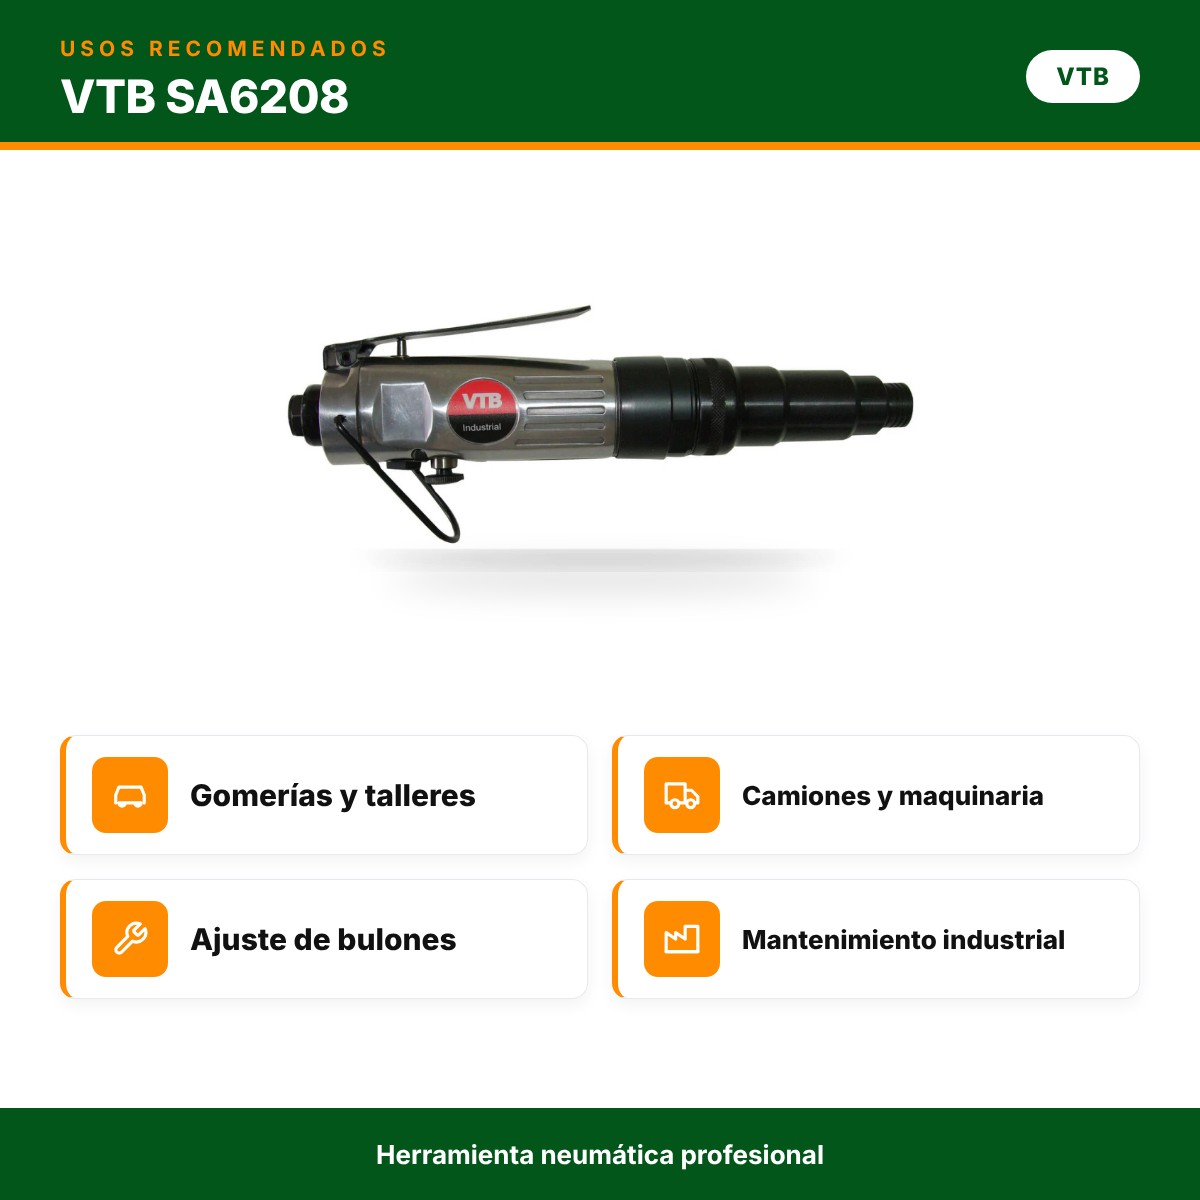 USOS RECOMENDADOS
VTB SA6208
VTB
VTB
Industrial
Gomerías y talleres
Camiones y maquinaria
Ajuste de bulones
Mantenimiento industrial
Herramienta neumática profesional